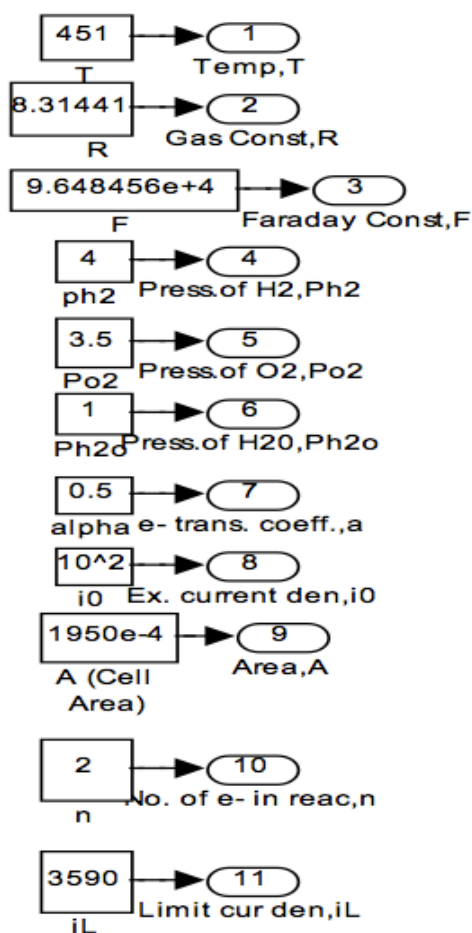 451
1
T
Temp,T
8.31441
2
R
Gas Const,R
9.648456e+4
3
F
Faraday Const,F
4
4
ph2
Press.of H2,Ph2
3.5
5
Po2
Press.of O2,Po2
1
6
Ph2o
Press.of H20,Ph2o
0.5
7
alpha
e- trans. coeff.,a
10^2
8
i0
Ex. current den,i0
1950e-4
9
A (Cell
Area)
Area,A
2
10
n
No. of e- in reac,n
3590
11
iL
Limit cur den,iL